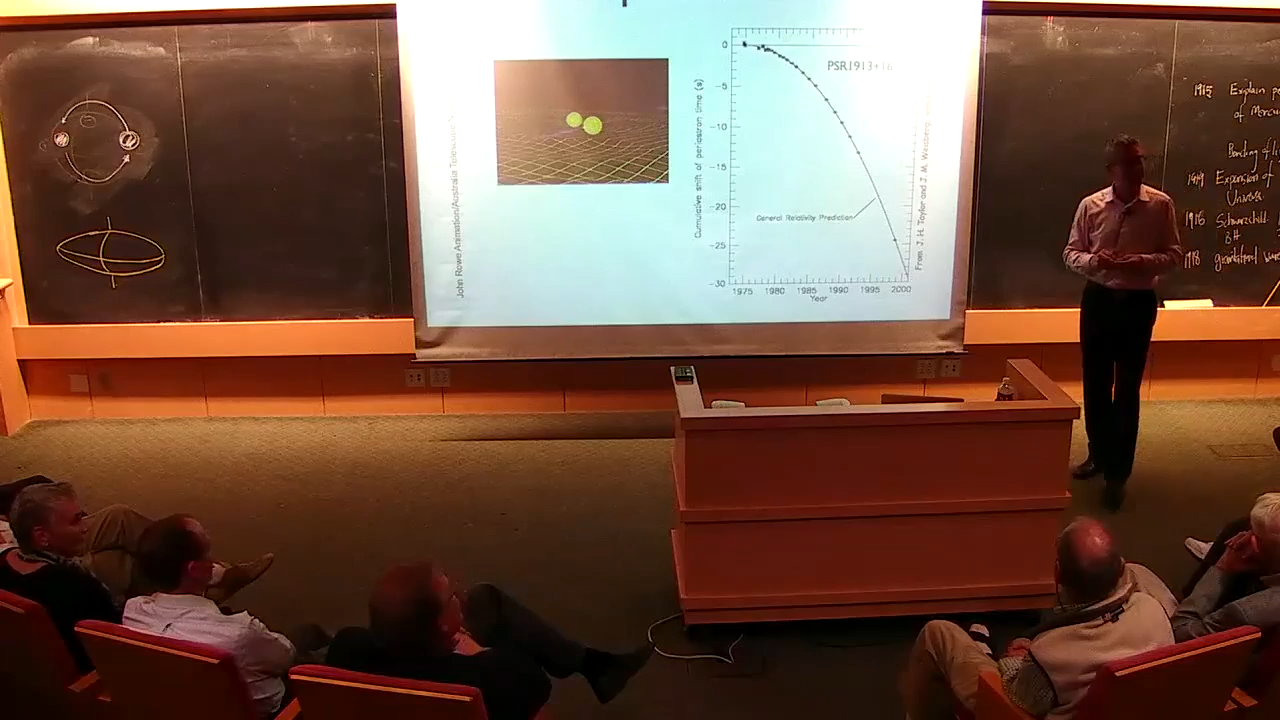 John Rowe Animation/Australia Telescope
Cumulative shift of periastron time (s)
PSR1913+16
General Relativity Prediction
0
−5
−10
−15
−20
−25
−30
1975
1980
1985
1990
1995
2000
Year
From J. H. Taylor and J. M. Weisberg
1915 Explain
of Mercu
Bending of
1919 Expansion of
Universe
1916 Schwarzschild
BH
1918 gravitational wave